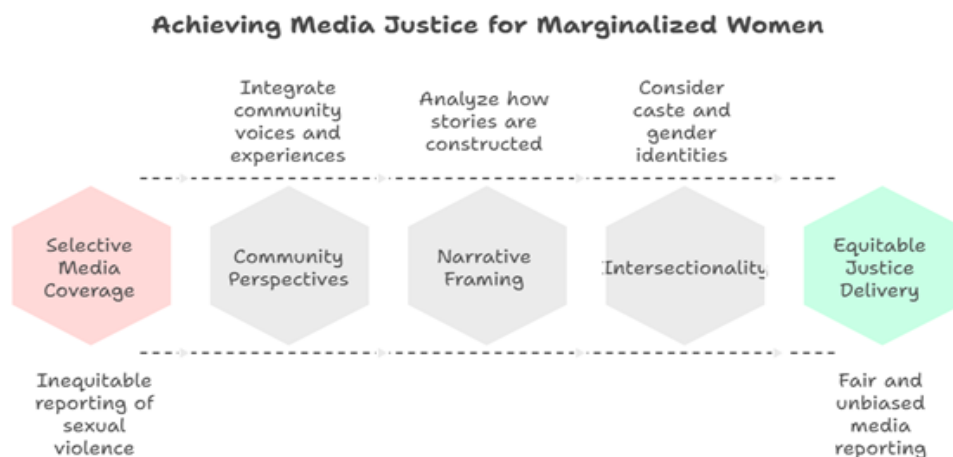 Achieving Media Justice for Marginalized Women
Integrate
community
voices and
experiences
Analyze how
stories are
constructed
Consider
caste and
gender
identities
Selective
Media
Coverage
Community
Perspectives
Narrative
Framing
Intersectionality
Equitable
Justice
Delivery
Inequitable
reporting of
sexual
violence
Fair and
unbiased
media
reporting